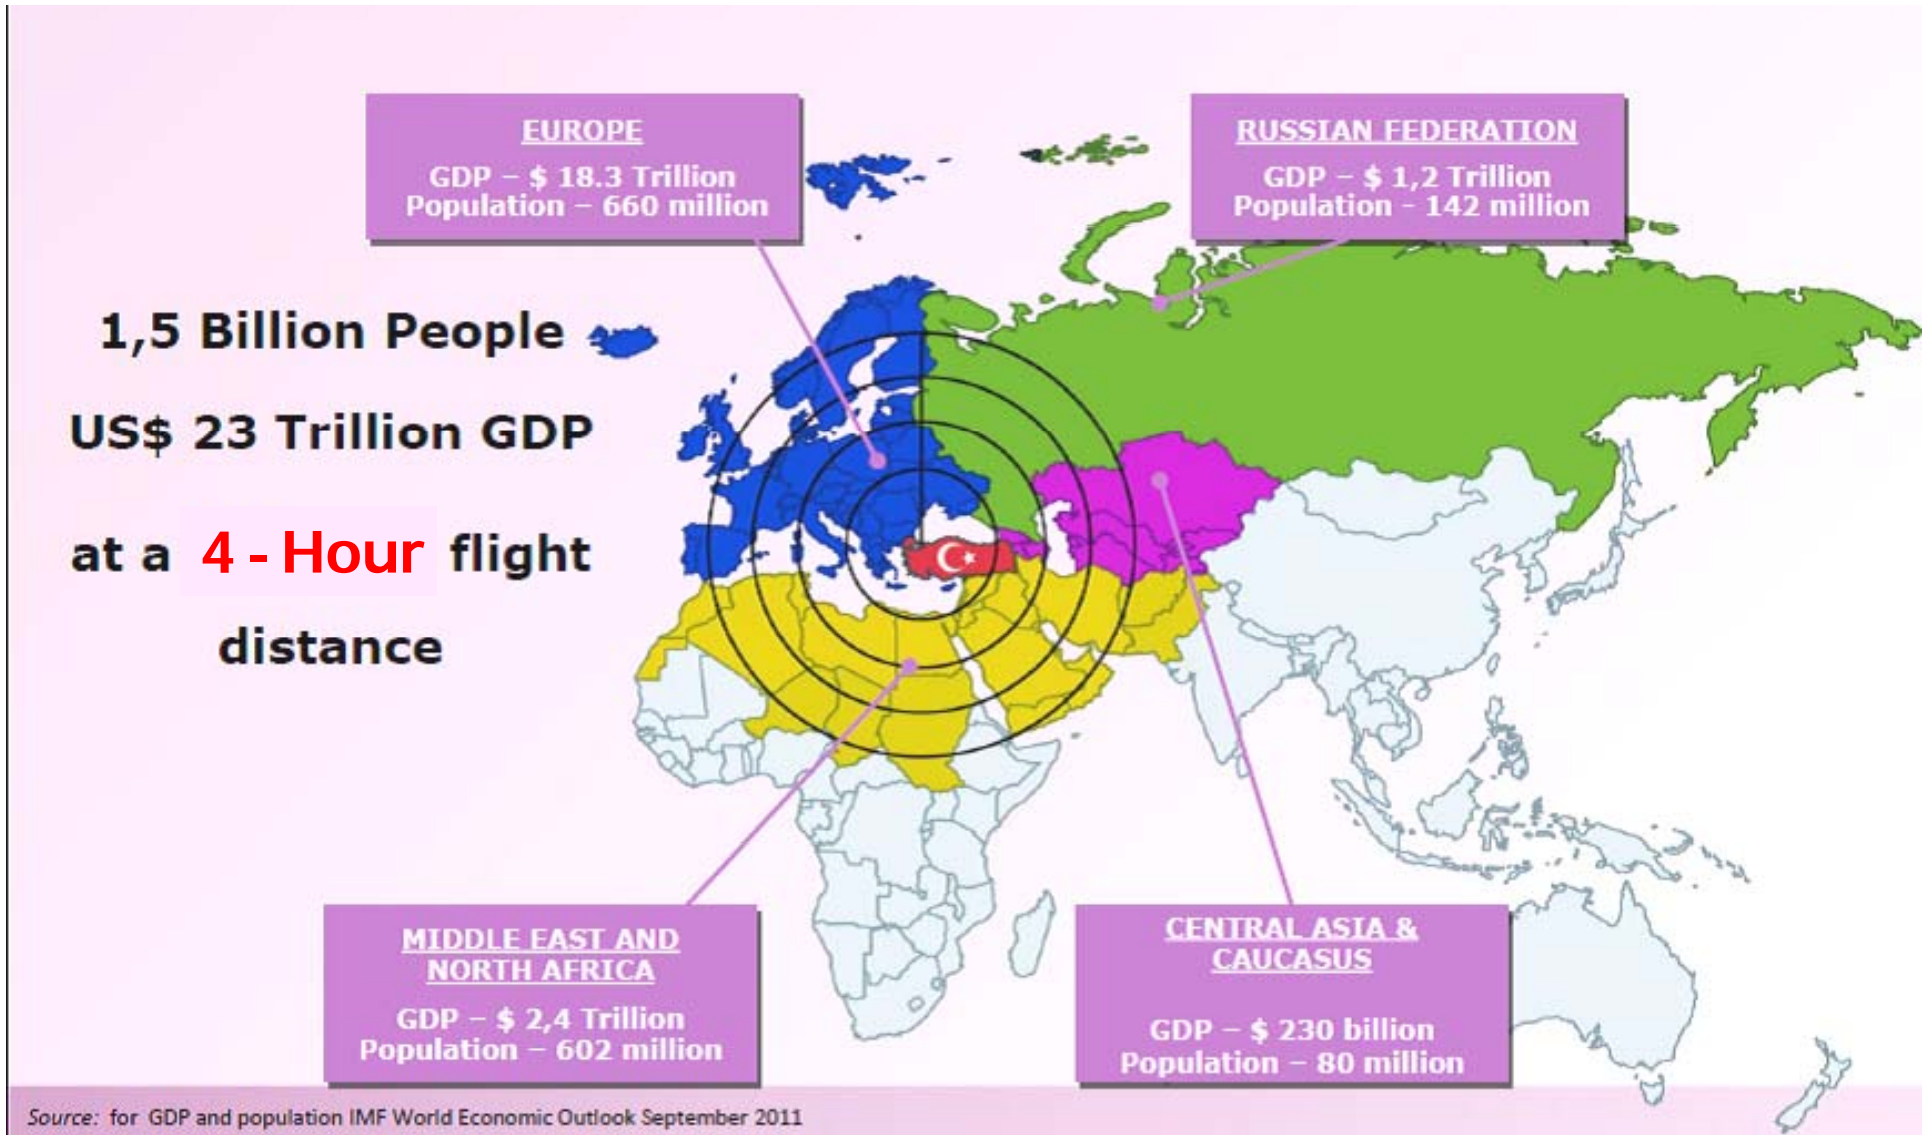 EUROPE
GDP – $ 18.3 Trillion
Population – 660 million
RUSSIAN FEDERATION
GDP – $ 1,2 Trillion
Population - 142 million
1,5 Billion People
US$ 23 Trillion GDP
at a 4 - Hour flight
distance
MIDDLE EAST AND
NORTH AFRICA
GDP – $ 2,4 Trillion
Population – 602 million
CENTRAL ASIA &
CAUCASUS
GDP – $ 230 billion
Population – 80 million
Source: for GDP and population IMF World Economic Outlook September 2011